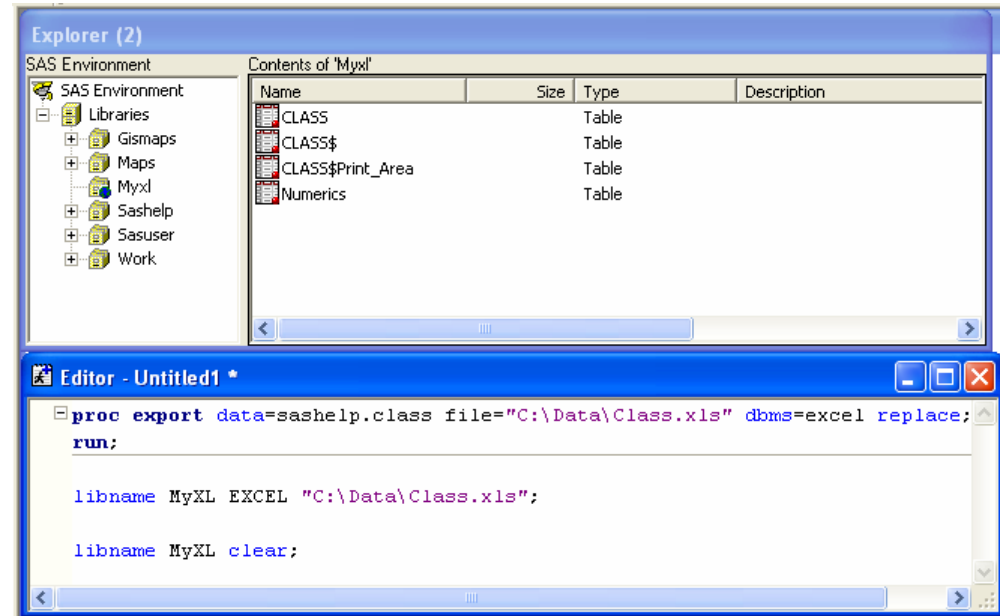 Explorer (2)
SAS Environment
Contents of 'Myxl'
SAS Environment
Libraries
Gismaps
Maps
Myxl
Sashelp
Sasuser
Work
Name Size Type Description
CLASS Table
CLASS$ Table
CLASS$Print_Area Table
Numerics Table
Editor - Untitled1 *
proc export data=sashelp.class file="C:\Data\Class.xls" dbms=excel replace;
run;
libname MyXL EXCEL "C:\Data\Class.xls";
libname MyXL clear;